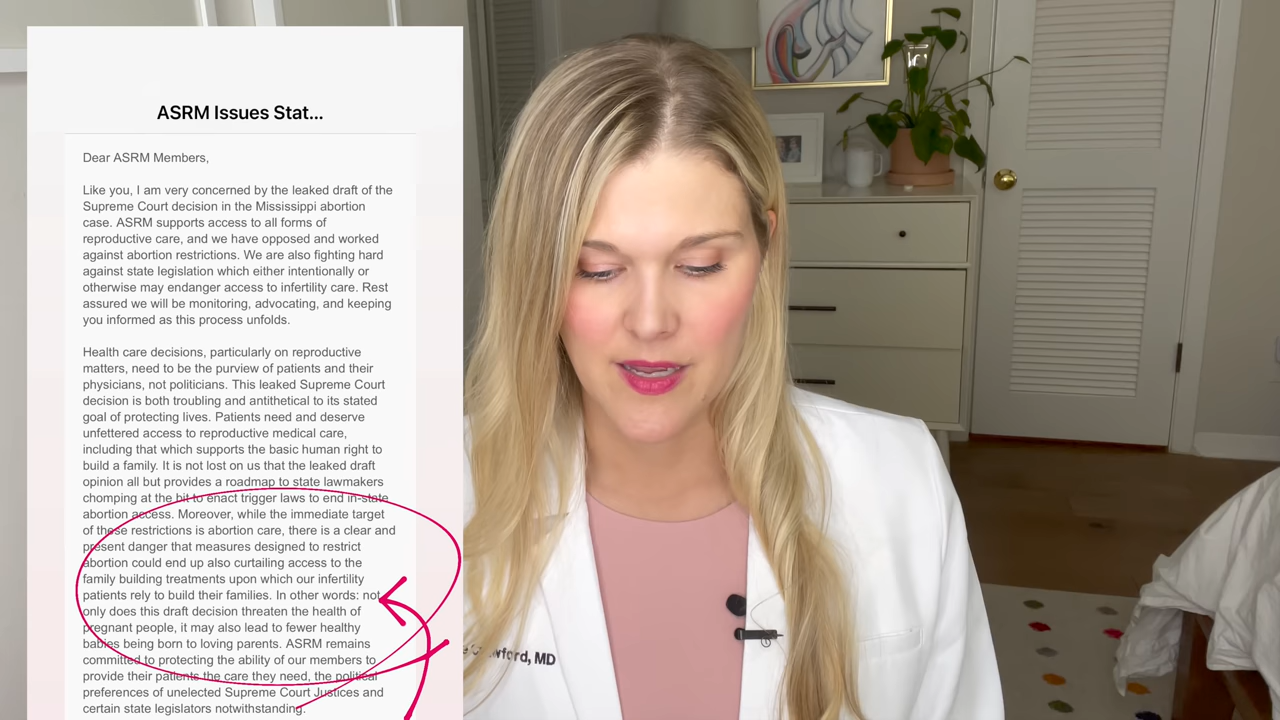 ASRM Issues Stat...
Dear ASRM Members,
Like you, I am very concerned by the leaked draft of the
Supreme Court decision in the Mississippi abortion
case. ASRM supports access to all forms of
reproductive care, and we have opposed and worked
against abortion restrictions. We are also fighting hard
against state legislation which either intentionally or
otherwise may endanger access to infertility care. Rest
assured we will be monitoring, advocating, and keeping
you informed as this process unfolds.
Health care decisions, particularly on reproductive
matters, need to be the purview of patients and their
physicians, not politicians. This leaked Supreme Court
decision is both troubling and antithetical to its stated
goal of protecting lives. Patients need and deserve
unfettered access to reproductive medical care,
including that which supports the basic human right to
build a family. It is not lost on us that the leaked draft
opinion all but provides a roadmap to state lawmakers
chomping at the bit to enact trigger laws to end in-state
abortion access. Moreover, while the immediate target
of these restrictions is abortion care, there is a clear and
present danger that measures designed to restrict
abortion could end up also curtailing access to the
family building treatments upon which our infertility
patients rely to build their families. In other words: not
only does this draft decision threaten the health of
pregnant people, it may also lead to fewer healthy
babies being born to loving parents. ASRM remains
committed to protecting the ability of our members to
provide their patients the care they need, the political
preferences of unelected Supreme Court Justices and
certain state legislators notwithstanding.
MD